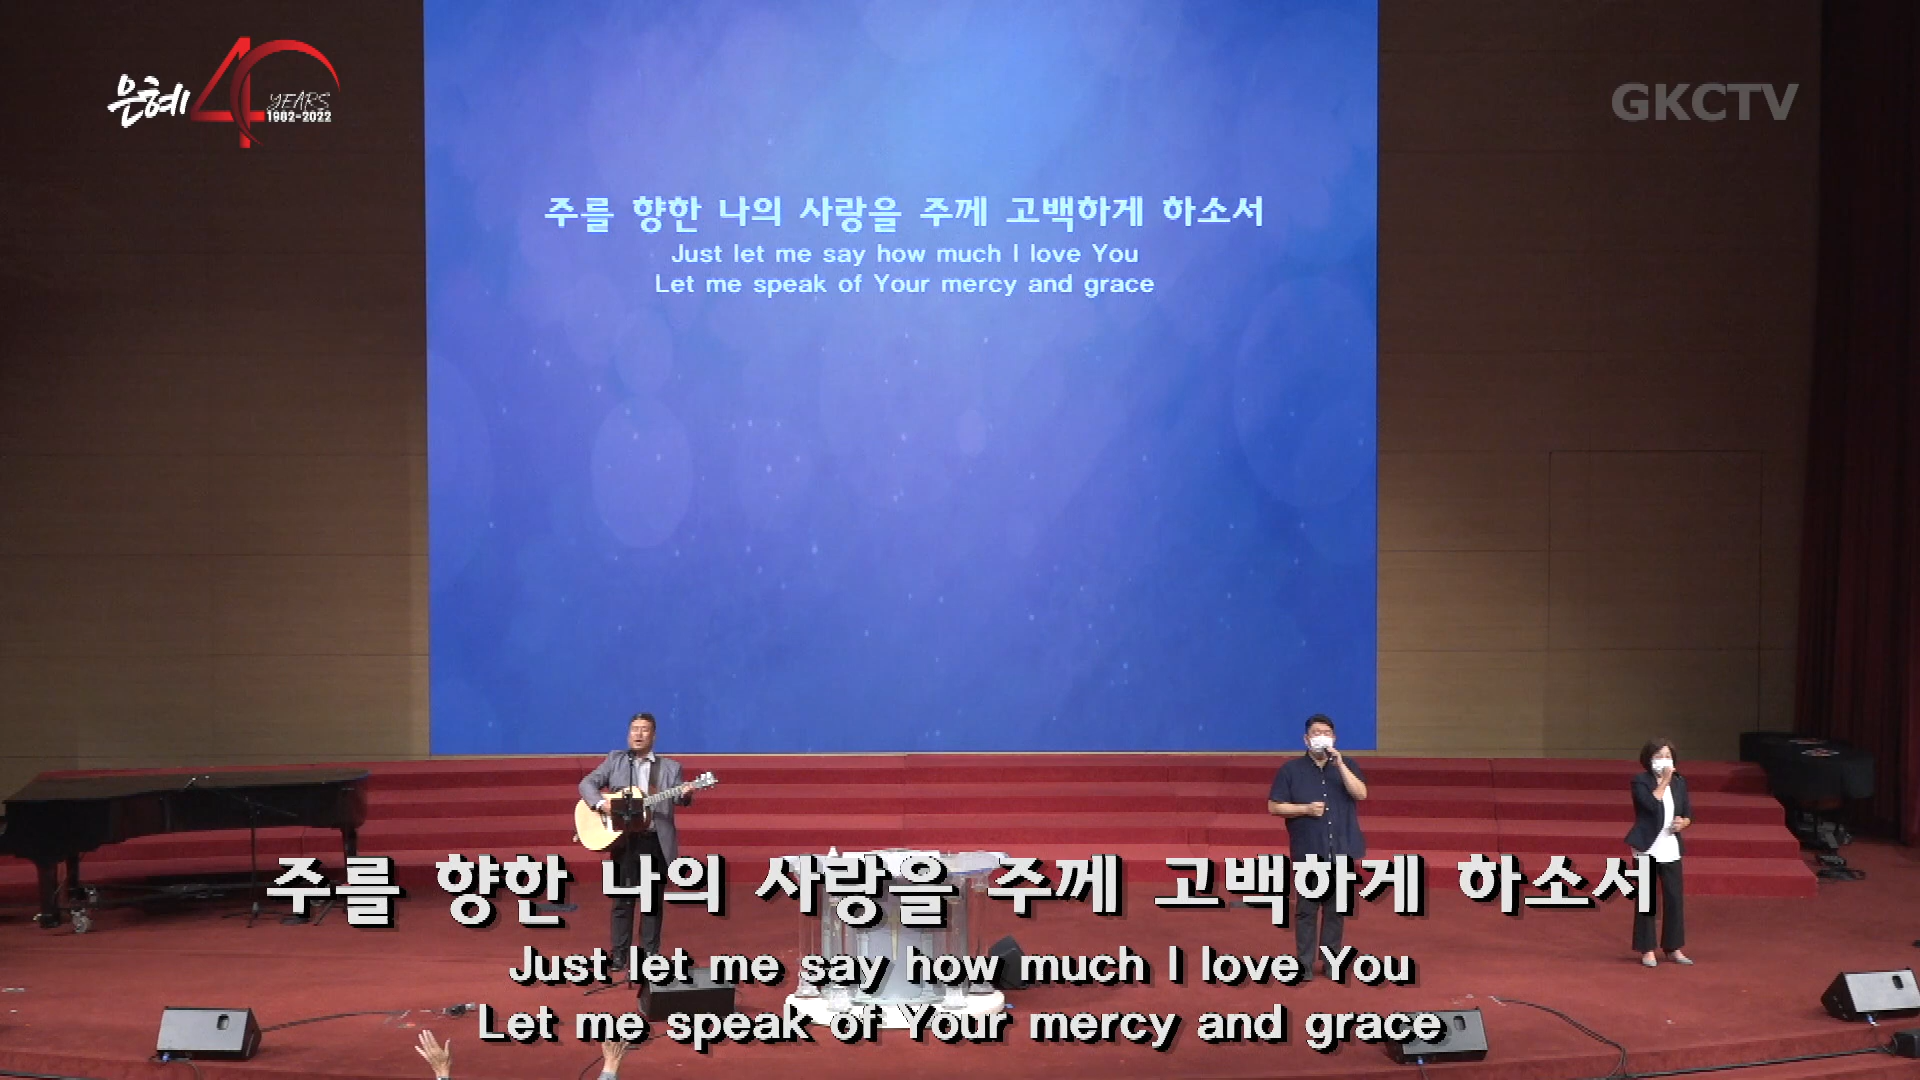 은혜 40 YEARS
1982-2022
GKCTV
주를 향한 나의 사랑을 주께 고백하게 하소서
Just let me say how much I love You
Let me speak of Your mercy and grace
주를 향한 나의 사랑을 주께 고백하게 하소서
Just let me say how much I love You
Let me speak of Your mercy and grace